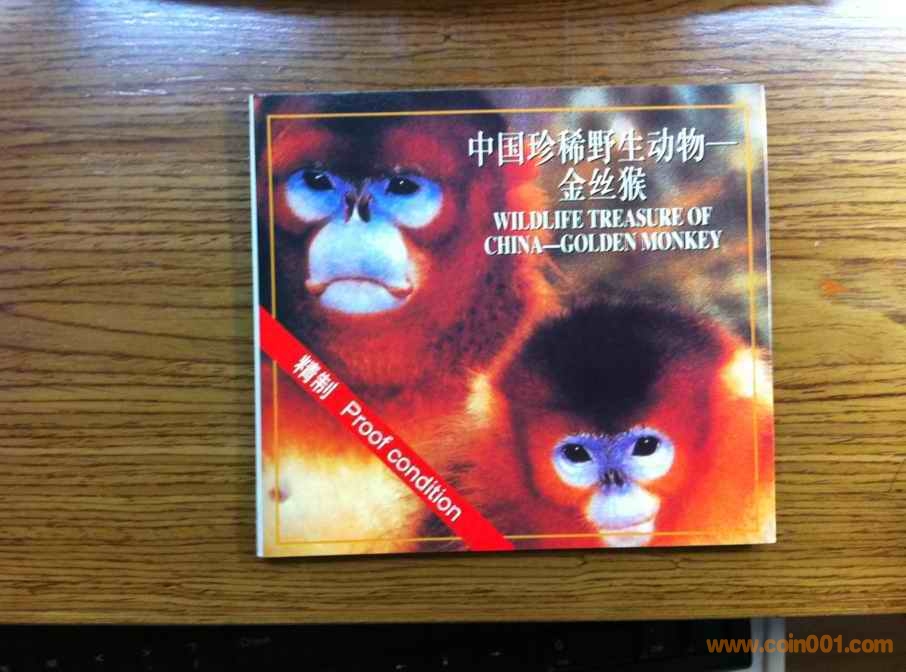 中国珍稀野生动物—
金丝猴
WILDLIFE TREASURE OF
CHINA—GOLDEN MONKEY
精制 Proof condition
www.coin001.com